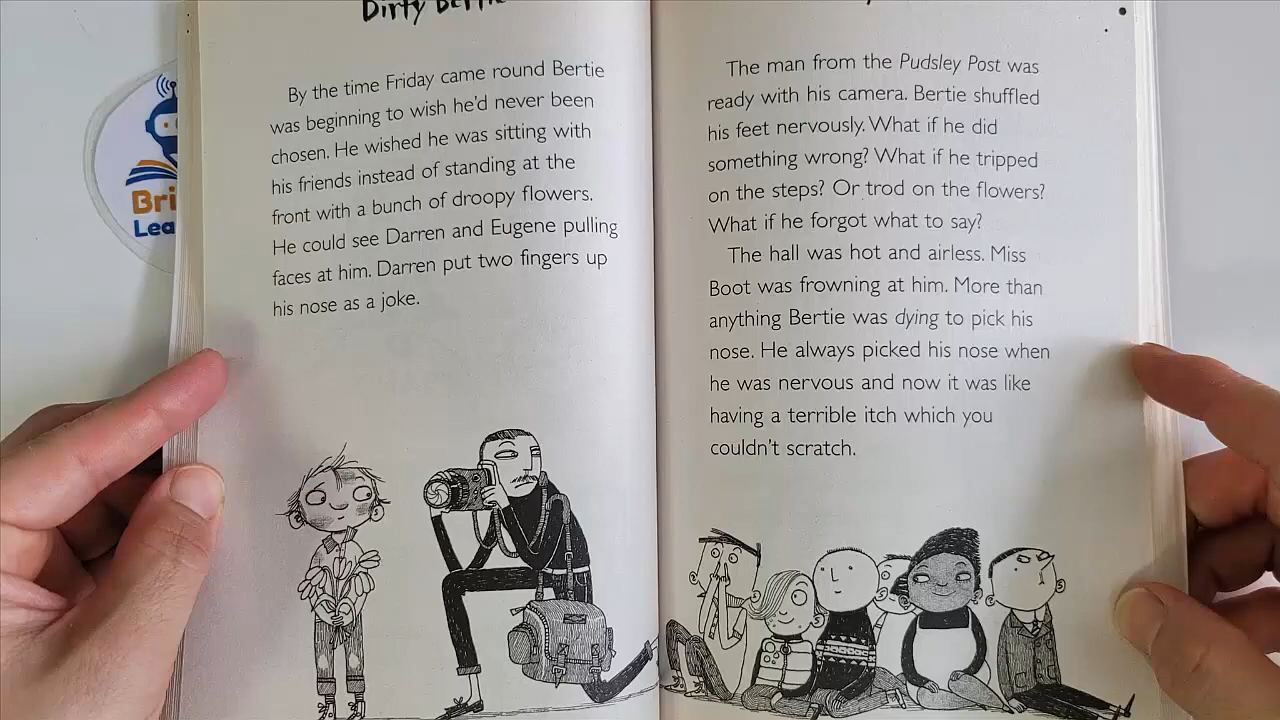 Dirty Bertie
By the time Friday came round Bertie
was beginning to wish he'd never been
chosen. He wished he was sitting with
his friends instead of standing at the
front with a bunch of droopy flowers.
He could see Darren and Eugene pulling
faces at him. Darren put two fingers up
his nose as a joke.
The man from the Pudsley Post was
ready with his camera. Bertie shuffled
his feet nervously. What if he did
something wrong? What if he tripped
on the steps? Or trod on the flowers?
What if he forgot what to say?
The hall was hot and airless. Miss
Boot was frowning at him. More than
anything Bertie was dying to pick his
nose. He always picked his nose when
he was nervous and now it was like
having a terrible itch which you
couldn't scratch.
Bri
Lea